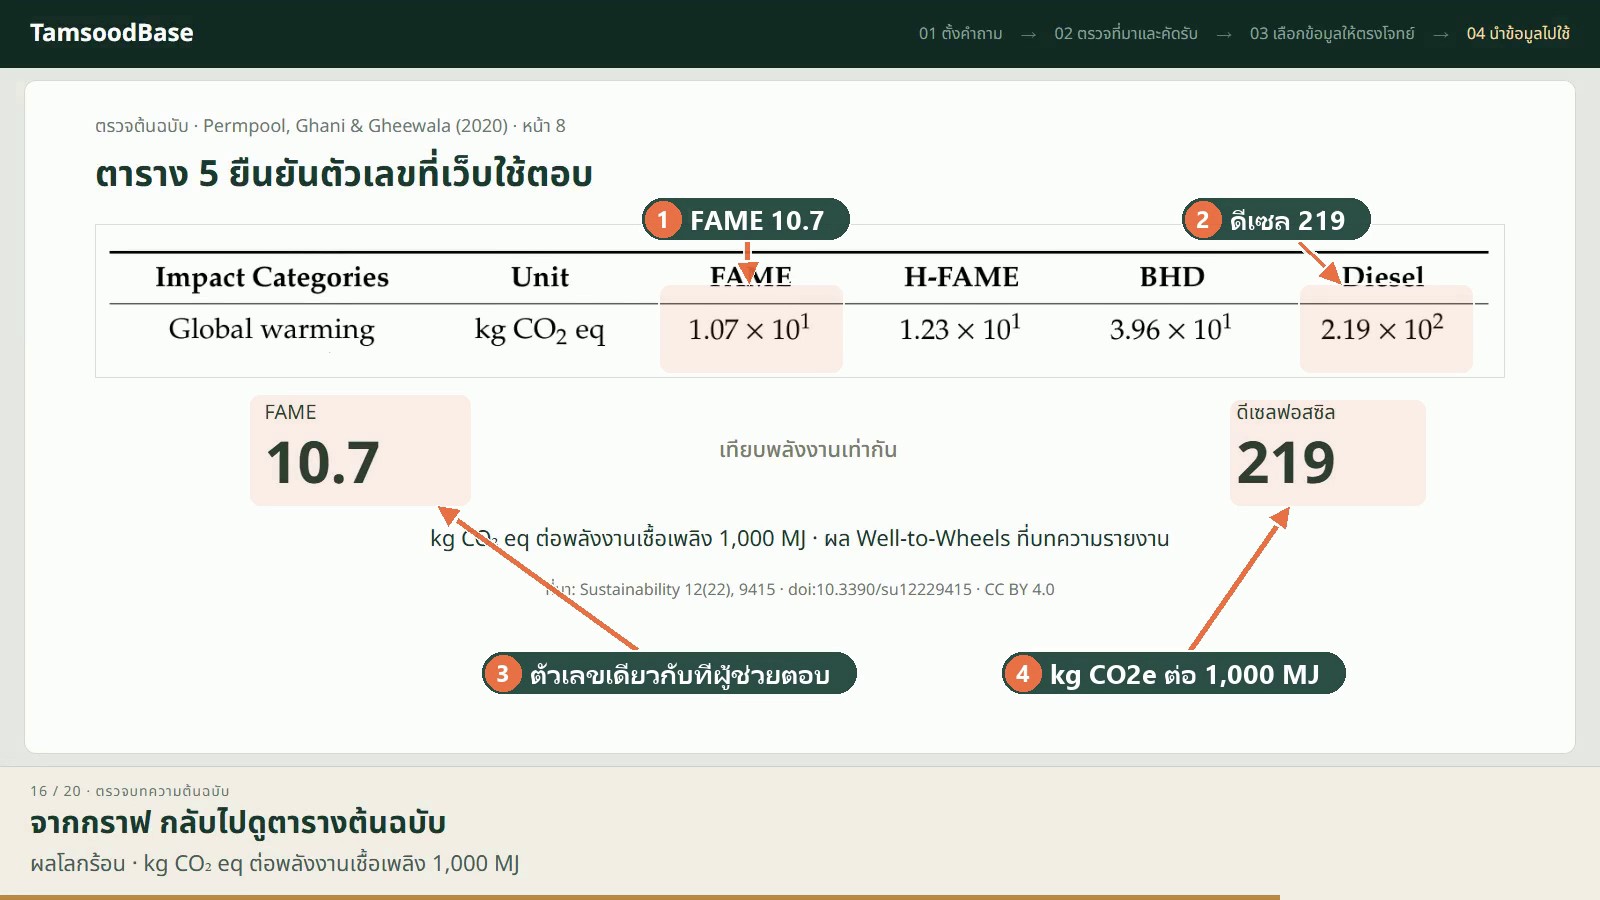 TamsoodBase
01 ตั้งคำถาม → 02 ตรวจที่มาและคัดรับ → 03 เลือกข้อมูลให้ตรงโจทย์ → 04 นำข้อมูลไปใช้
ตรวจต้นฉบับ · Permpool, Ghani & Gheewala (2020) · หน้า 8
ตาราง 5 ยืนยันตัวเลขที่เว็บใช้ตอบ
1 FAME 10.7
2 ดีเซล 219
Impact Categories Unit FAME H-FAME BHD Diesel
Global warming kg CO₂ eq 1.07 × 10¹ 1.23 × 10¹ 3.96 × 10¹ 2.19 × 10²
FAME
10.7
เทียบพลังงานเท่ากัน
ดีเซลฟอสซิล
219
kg CO₂ eq ต่อพลังงานเชื้อเพลิง 1,000 MJ · ผล Well-to-Wheels ที่บทความรายงาน
ที่มา: Sustainability 12(22), 9415 · doi:10.3390/su12229415 · CC BY 4.0
3 ตัวเลขเดียวกับที่ผู้ช่วยตอบ
4 kg CO2e ต่อ 1,000 MJ
16 / 20 · ตรวจบทความต้นฉบับ
จากกราฟ กลับไปดูตารางต้นฉบับ
ผลโลกร้อน · kg CO₂ eq ต่อพลังงานเชื้อเพลิง 1,000 MJ